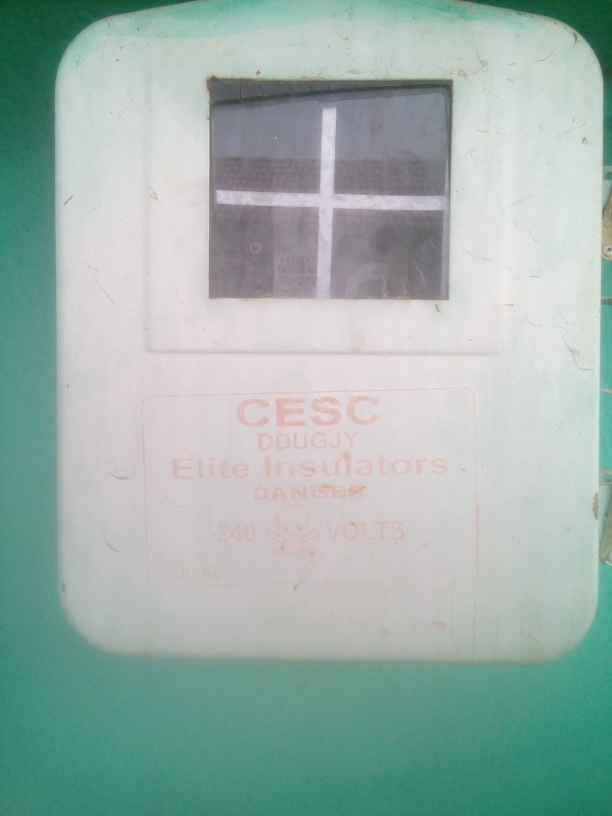 CESC
DDUGJY
Elite Insulators
DANGER
240 VOLTS
RR No.